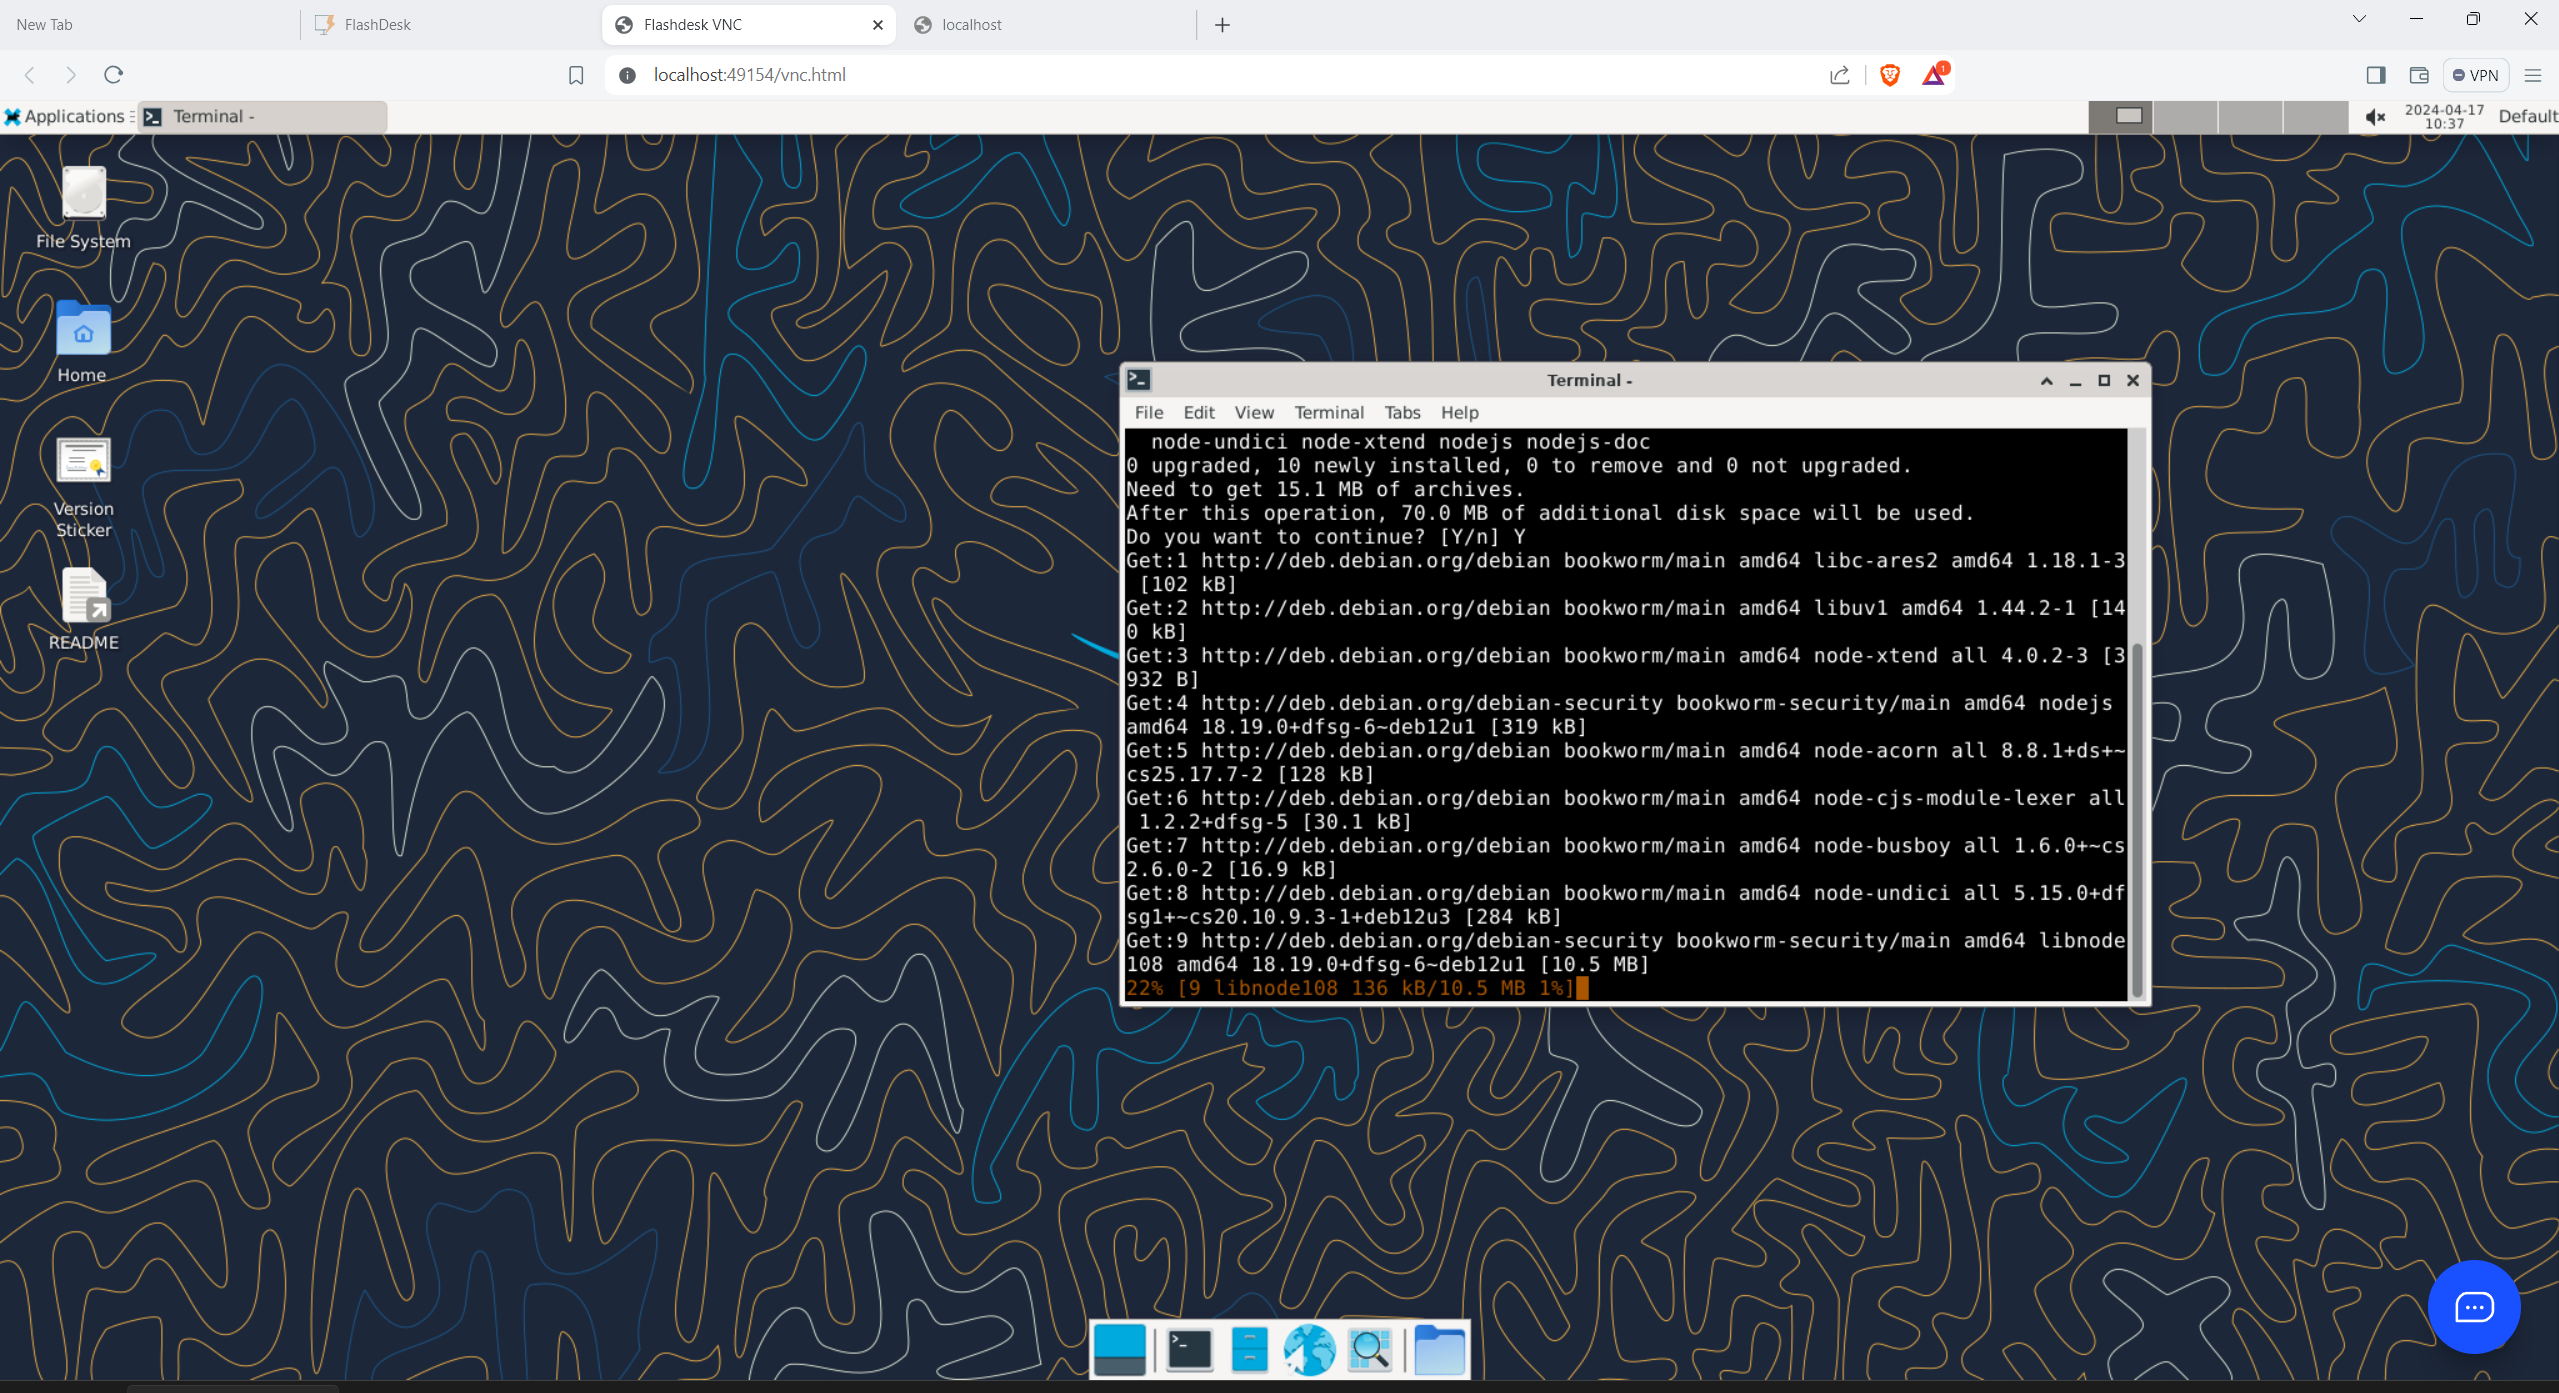 New Tab
FlashDesk
Flashdesk VNC
localhost
localhost:49154/vnc.html
1
VPN
Applications
Terminal -
2024-04-17
10:37
Default
File System
Home
Version
Sticker
README
Terminal -
File Edit View Terminal Tabs Help
node-undici node-xtend nodejs nodejs-doc
0 upgraded, 10 newly installed, 0 to remove and 0 not upgraded.
Need to get 15.1 MB of archives.
After this operation, 70.0 MB of additional disk space will be used.
Do you want to continue? [Y/n] Y
Get:1 http://deb.debian.org/debian bookworm/main amd64 libc-ares2 amd64 1.18.1-3
[102 kB]
Get:2 http://deb.debian.org/debian bookworm/main amd64 libuv1 amd64 1.44.2-1 [14
0 kB]
Get:3 http://deb.debian.org/debian bookworm/main amd64 node-xtend all 4.0.2-3 [3
932 B]
Get:4 http://deb.debian.org/debian-security bookworm-security/main amd64 nodejs
amd64 18.19.0+dfsg-6~deb12u1 [319 kB]
Get:5 http://deb.debian.org/debian bookworm/main amd64 node-acorn all 8.8.1+ds+~
cs25.17.7-2 [128 kB]
Get:6 http://deb.debian.org/debian bookworm/main amd64 node-cjs-module-lexer all
1.2.2+dfsg-5 [30.1 kB]
Get:7 http://deb.debian.org/debian bookworm/main amd64 node-busboy all 1.6.0+~cs
2.6.0-2 [16.9 kB]
Get:8 http://deb.debian.org/debian bookworm/main amd64 node-undici all 5.15.0+df
sg1+~cs20.10.9.3-1+deb12u3 [284 kB]
Get:9 http://deb.debian.org/debian-security bookworm-security/main amd64 libnode
108 amd64 18.19.0+dfsg-6~deb12u1 [10.5 MB]
22% [9 libnode108 136 kB/10.5 MB 1%]